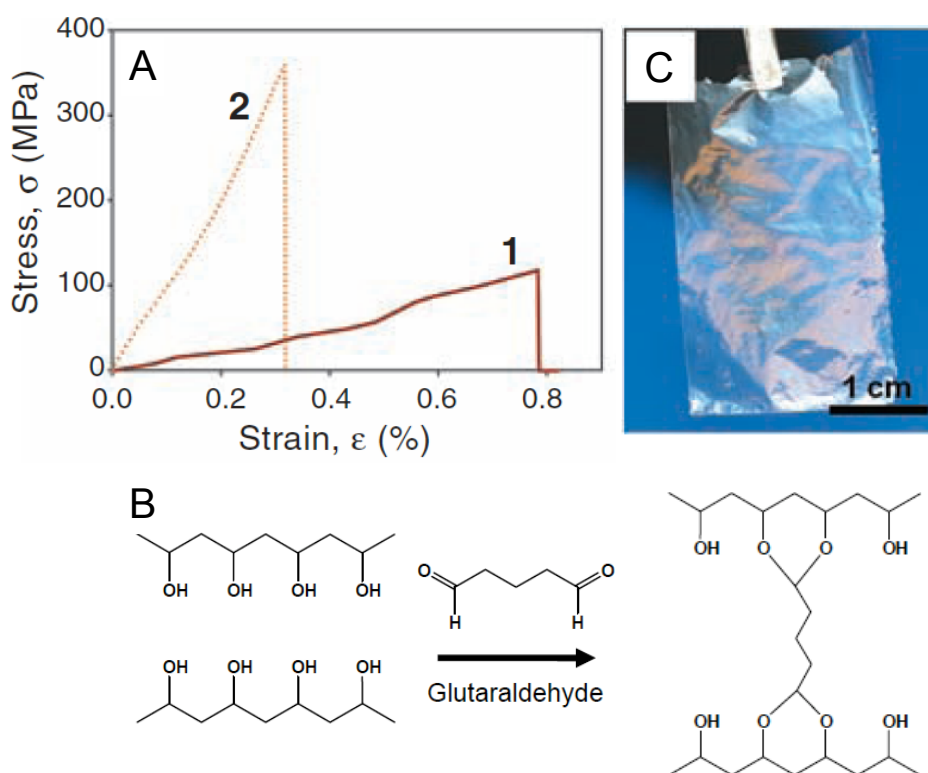 A
400
300
200
100
0
Stress, σ (MPa)
2
1
0.0 0.2 0.4 0.6 0.8
Strain, ε (%)
C
1 cm
B
OH OH OH OH
OH OH OH OH
O O
H H
Glutaraldehyde
OH O O OH
OH O O OH